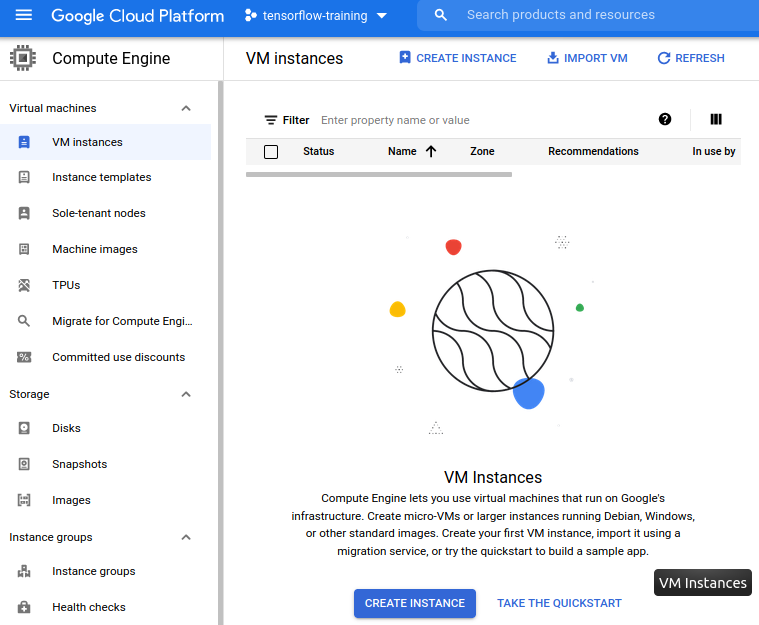 Google Cloud Platform
tensorflow-training
Search products and resources
Compute Engine
VM instances
CREATE INSTANCE
IMPORT VM
REFRESH
Virtual machines
VM instances
Instance templates
Sole-tenant nodes
Machine images
TPUs
Migrate for Compute Engi...
Committed use discounts
Storage
Disks
Snapshots
Images
Instance groups
Instance groups
Health checks
Filter
Enter property name or value
Status
Name
Zone
Recommendations
In use by
VM Instances
Compute Engine lets you use virtual machines that run on Google's
infrastructure. Create micro-VMs or larger instances running Debian, Windows,
or other standard images. Create your first VM instance, import it using a
migration service, or try the quickstart to build a sample app.
VM Instances
CREATE INSTANCE
TAKE THE QUICKSTART